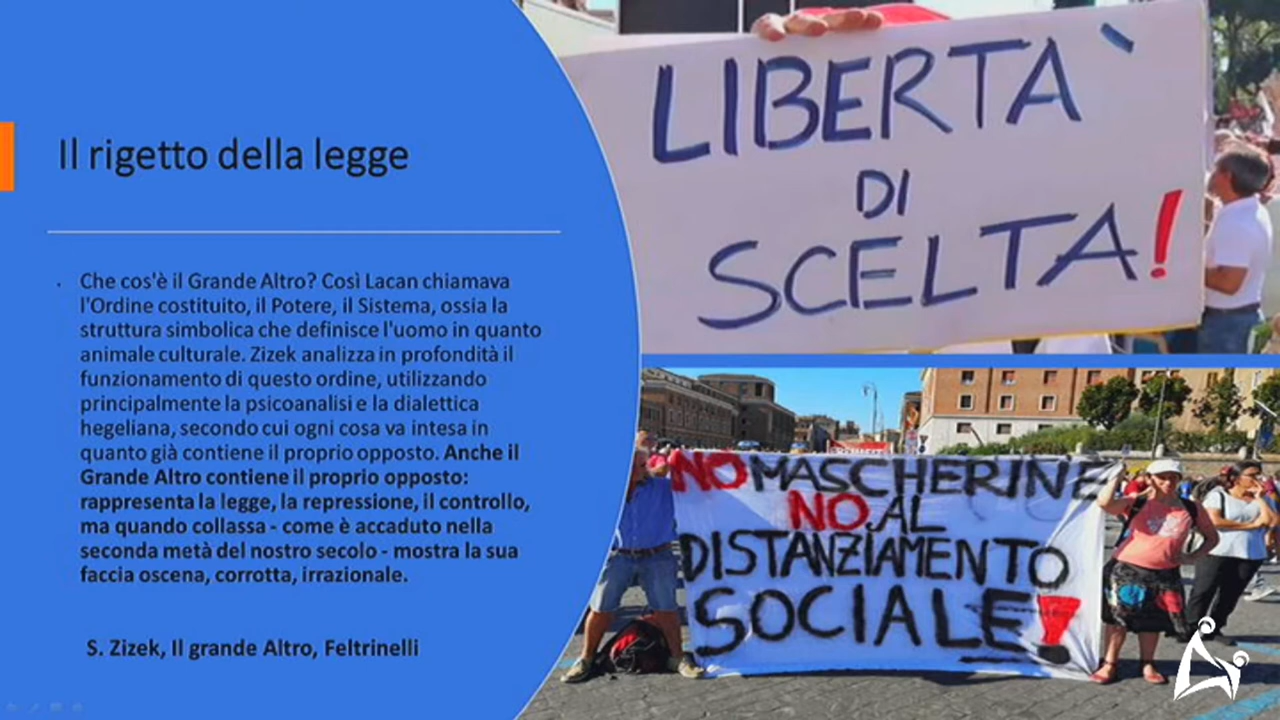 Il rigetto della legge
Che cos'è il Grande Altro? Così Lacan chiamava
l'Ordine costituito, il Potere, il Sistema, ossia la
struttura simbolica che definisce l'uomo in quanto
animale culturale. Zizek analizza in profondità il
funzionamento di questo ordine, utilizzando
principalmente la psicoanalisi e la dialettica
hegeliana, secondo cui ogni cosa va intesa in
quanto già contiene il proprio opposto. Anche il
Grande Altro contiene il proprio opposto:
rappresenta la legge, la repressione, il controllo,
ma quando collassa - come è accaduto nella
seconda metà del nostro secolo - mostra la sua
faccia oscena, corrotta, irrazionale.
S. Zizek, Il grande Altro, Feltrinelli
LIBERTÀ
DI
SCELTA!
NO MASCHERINE
NO AL
DISTANZIAMENTO
SOCIALE!